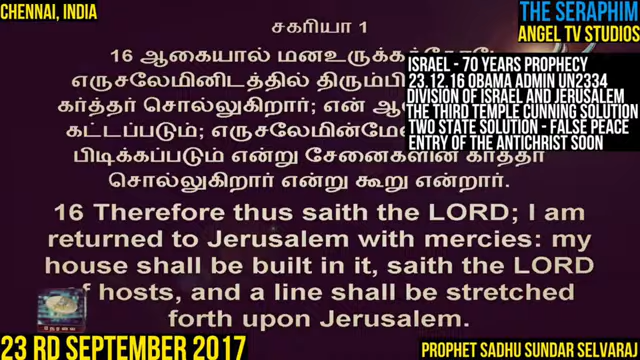 CHENNAI, INDIA
THE SERAPHIM
ANGEL TV STUDIOS
சகரியா 1
16 ஆகையால்
எருசலேமினிடத்தில்
கர்த்தர் சொல்லுகிறார்; என்
கட்டப்படும்;
பிடிக்கப்படும் என்று சேனைகளின் கர்த்தர்
சொல்லுகிறார் என்று கூறு என்றார்.
ISRAEL - 70 YEARS PROPHECY
23.12.16 OBAMA ADMIN UN2334
DIVISION OF ISRAEL AND JERUSALEM
THE THIRD TEMPLE CUNNING SOLUTION
TWO STATE SOLUTION - FALSE PEACE
ENTRY OF THE ANTICHRIST SOON
16 Therefore thus saith the LORD; I am
returned to Jerusalem with mercies: my
house shall be built in it, saith the LORD
of hosts, and a line shall be stretched
forth upon Jerusalem.
நேரலை
23 RD SEPTEMBER 2017
PROPHET SADHU SUNDAR SELVARAJ